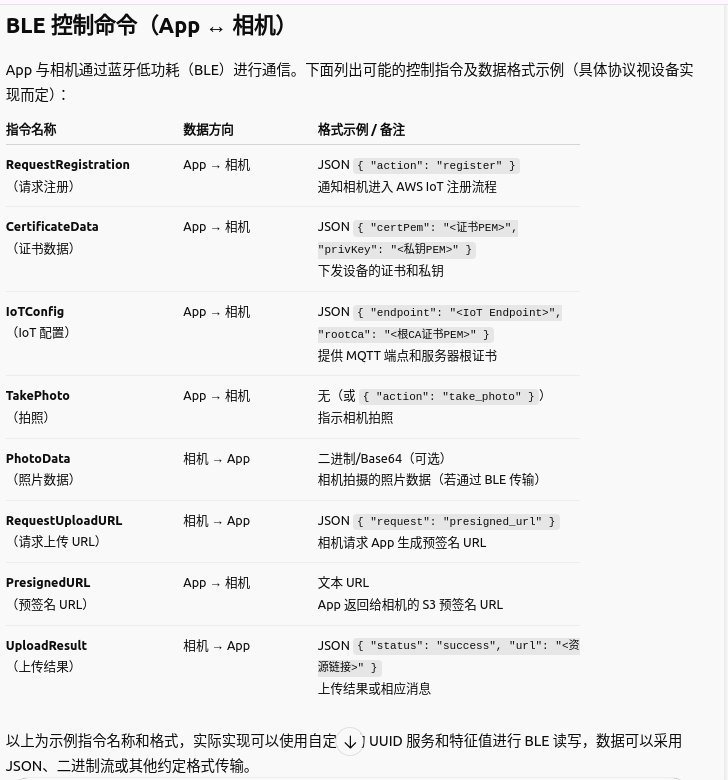 BLE 控制命令（App ↔ 相机）
App 与相机通过蓝牙低功耗（BLE）进行通信。下面列出可能的控制指令及数据格式示例（具体协议视设备实
现而定）：
指令名称 数据方向 格式示例 / 备注
RequestRegistration App → 相机 JSON { "action": "register" }
（请求注册） 通知相机进入 AWS IoT 注册流程
CertificateData App → 相机 JSON { "certPem": "<证书PEM>",
（证书数据） "privKey": "<私钥PEM>" }
下发设备的证书和私钥
IoTConfig App → 相机 JSON { "endpoint": "<IoT Endpoint>",
（IoT 配置） "rootCa": "<根CA证书PEM>" }
提供 MQTT 端点和服务器根证书
TakePhoto App → 相机 无（或 { "action": "take_photo" } ）
（拍照） 指示相机拍照
PhotoData 相机 → App 二进制/Base64（可选）
（照片数据） 相机拍摄的照片数据（若通过 BLE 传输）
RequestUploadURL 相机 → App JSON { "request": "presigned_url" }
（请求上传 URL） 相机请求 App 生成预签名 URL
PresignedURL App → 相机 文本 URL
（预签名 URL） App 返回给相机的 S3 预签名 URL
UploadResult 相机 → App JSON { "status": "success", "url": "<资
（上传结果） 源链接>" }
上传结果或相应消息
以上为示例指令名称和格式，实际实现可以使用自定 UUID 服务和特征值进行 BLE 读写，数据可以采用
JSON、二进制流或其他约定格式传输。